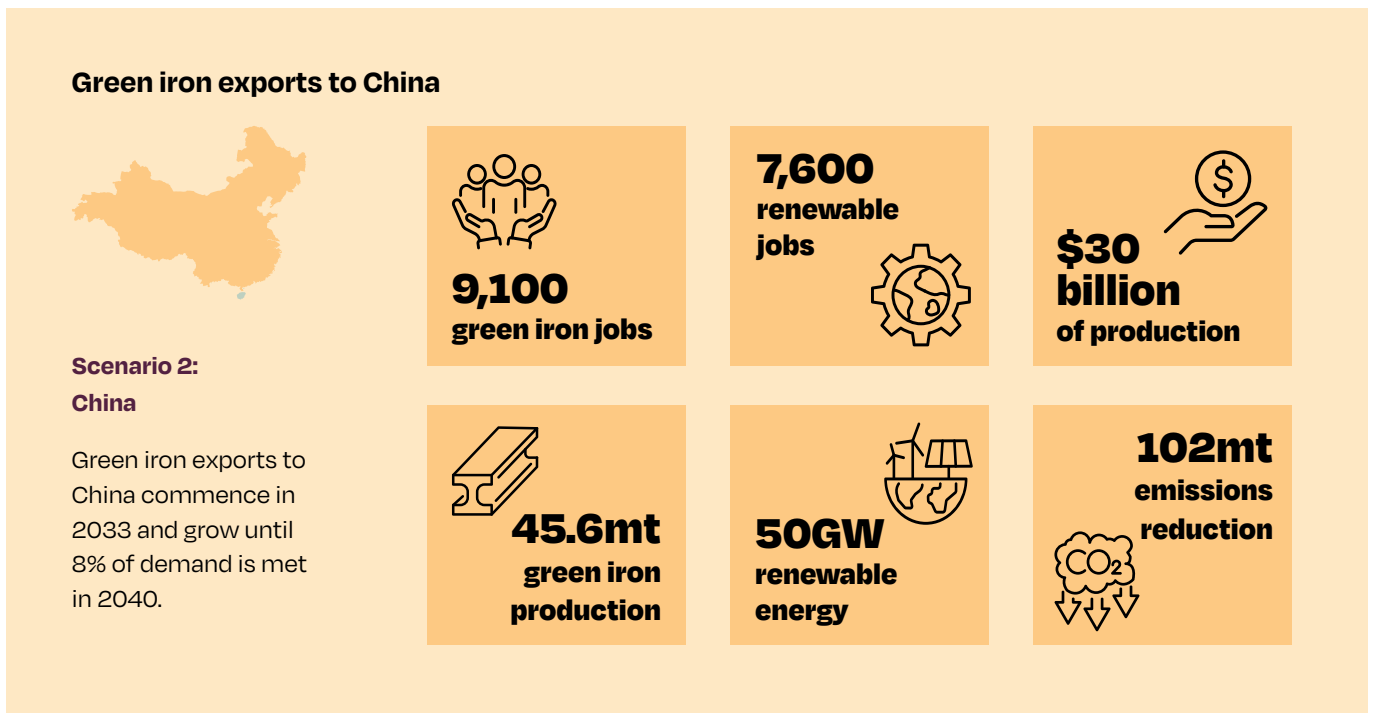 Green iron exports to China
Scenario 2:
China
Green iron exports to
China commence in
2033 and grow until
8% of demand is met
in 2040.
9,100
green iron jobs
7,600
renewable
jobs
$
$30
billion
of production
45.6mt
green iron
production
50GW
renewable
energy
102mt
emissions
reduction
CO2